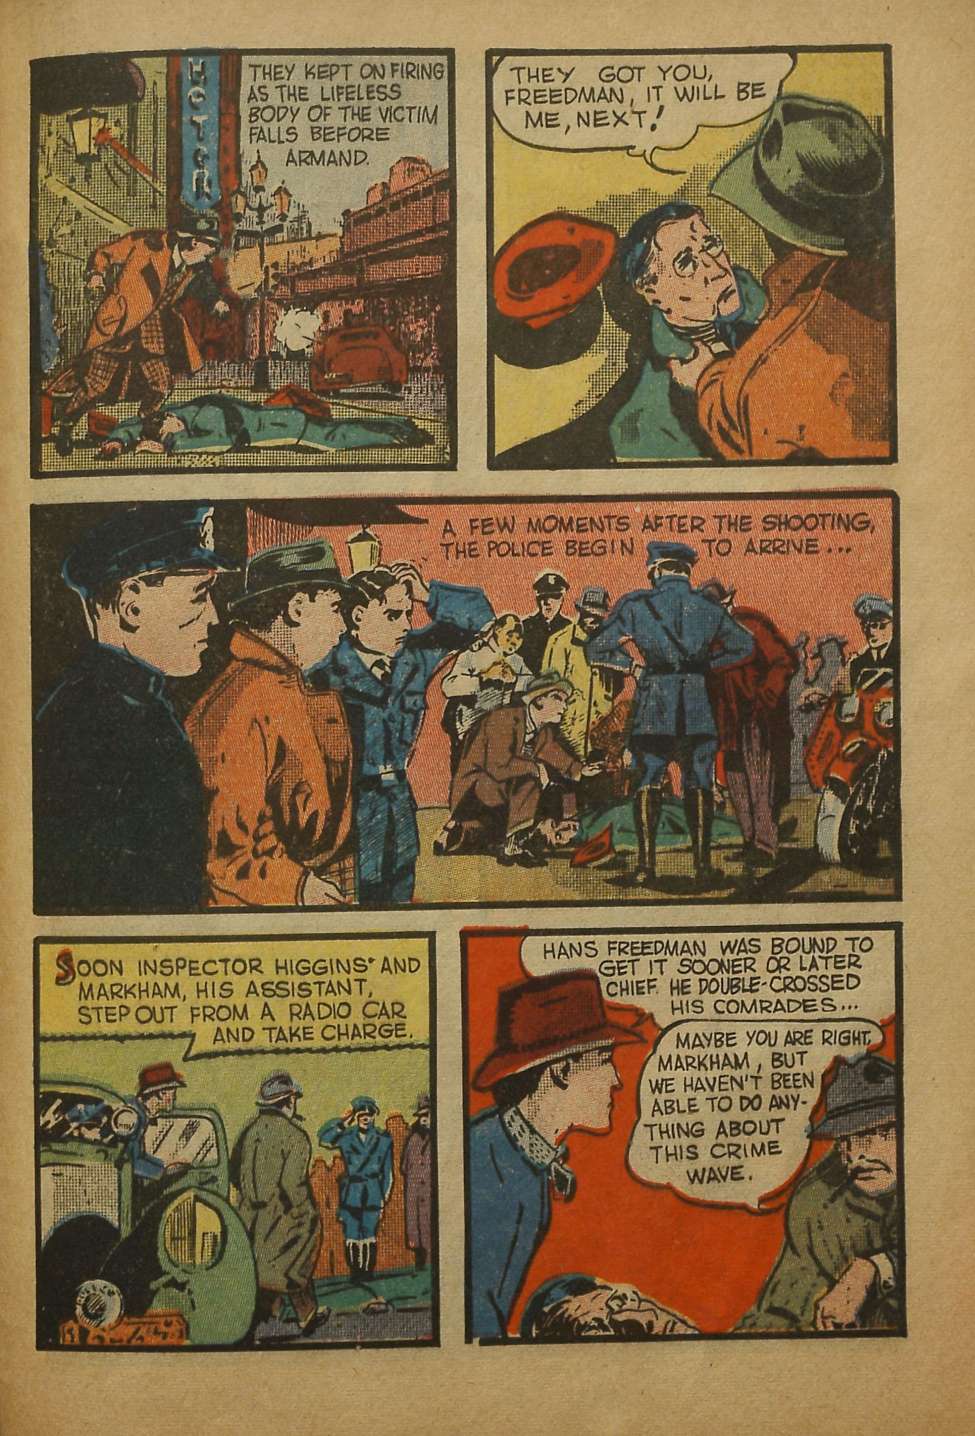 HOTEL
THEY KEPT ON FIRING
AS THE LIFELESS
BODY OF THE VICTIM
FALLS BEFORE
ARMAND.
THEY GOT YOU,
FREEDMAN, IT WILL BE
ME, NEXT!
A FEW MOMENTS AFTER THE SHOOTING,
THE POLICE BEGIN TO ARRIVE...
SOON INSPECTOR HIGGINS AND
MARKHAM, HIS ASSISTANT,
STEP OUT FROM A RADIO CAR
AND TAKE CHARGE.
HANS FREEDMAN WAS BOUND TO
GET IT SOONER OR LATER
CHIEF. HE DOUBLE-CROSSED
HIS COMRADES...
MAYBE YOU ARE RIGHT,
MARKHAM, BUT
WE HAVEN'T BEEN
ABLE TO DO ANY-
THING ABOUT
THIS CRIME
WAVE.